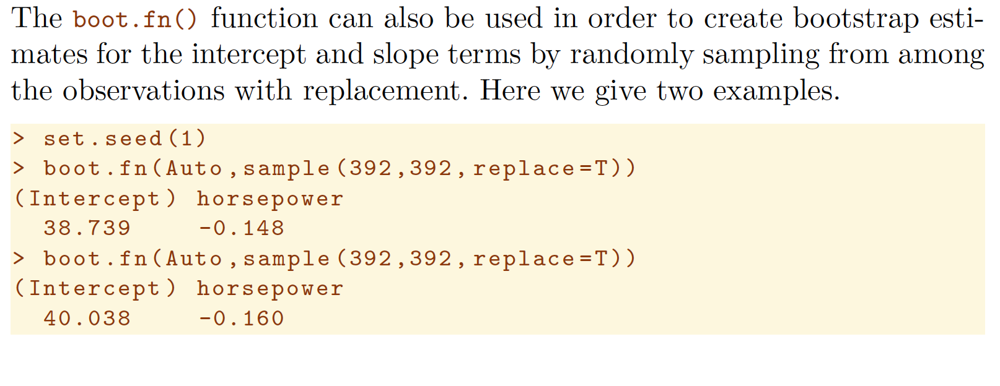 The boot.fn() function can also be used in order to create bootstrap esti-
mates for the intercept and slope terms by randomly sampling from among
the observations with replacement. Here we give two examples.
> set.seed(1)
> boot.fn(Auto,sample(392,392,replace=T))
(Intercept) horsepower
38.739 -0.148
> boot.fn(Auto,sample(392,392,replace=T))
(Intercept) horsepower
40.038 -0.160